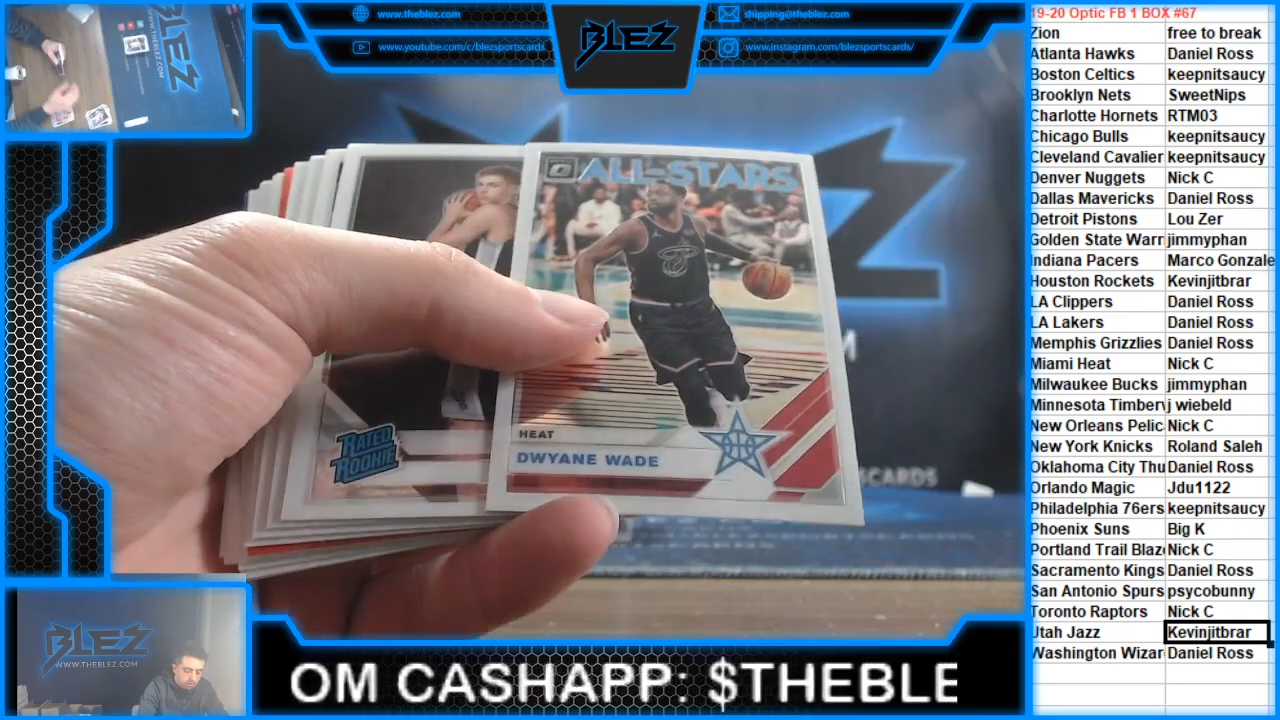 www.theblez.com
www.youtube.com/c/blezsportscards
BLEZ
shipping@theblez.com
www.instagram.com/blezsportscards/
ALL-STARS
HEAT
DWYANE WADE
RATED
ROOKIE
SCARDS
BLEZ
WWW.THEBLEZ.COM
OM CASHAPP: $THEBLE
19-20 Optic FB 1 BOX #67
Zion free to break
Atlanta Hawks Daniel Ross
Boston Celtics keepnitsaucy
Brooklyn Nets SweetNips
Charlotte Hornets RTM03
Chicago Bulls keepnitsaucy
Cleveland Cavalier keepnitsaucy
Denver Nuggets Nick C
Dallas Mavericks Daniel Ross
Detroit Pistons Lou Zer
Golden State Warr jimmyphan
Indiana Pacers Marco Gonzale
Houston Rockets Kevinjitbrar
LA Clippers Daniel Ross
LA Lakers Daniel Ross
Memphis Grizzlies Daniel Ross
Miami Heat Nick C
Milwaukee Bucks jimmyphan
Minnesota Timberv j wiebeld
New Orleans Pelic Nick C
New York Knicks Roland Saleh
Oklahoma City Thu Daniel Ross
Orlando Magic Jdu1122
Philadelphia 76ers keepnitsaucy
Phoenix Suns Big K
Portland Trail Blaz Nick C
Sacramento Kings Daniel Ross
San Antonio Spurs psycobunny
Toronto Raptors Nick C
Utah Jazz Kevinjitbrar
Washington Wizar Daniel Ross